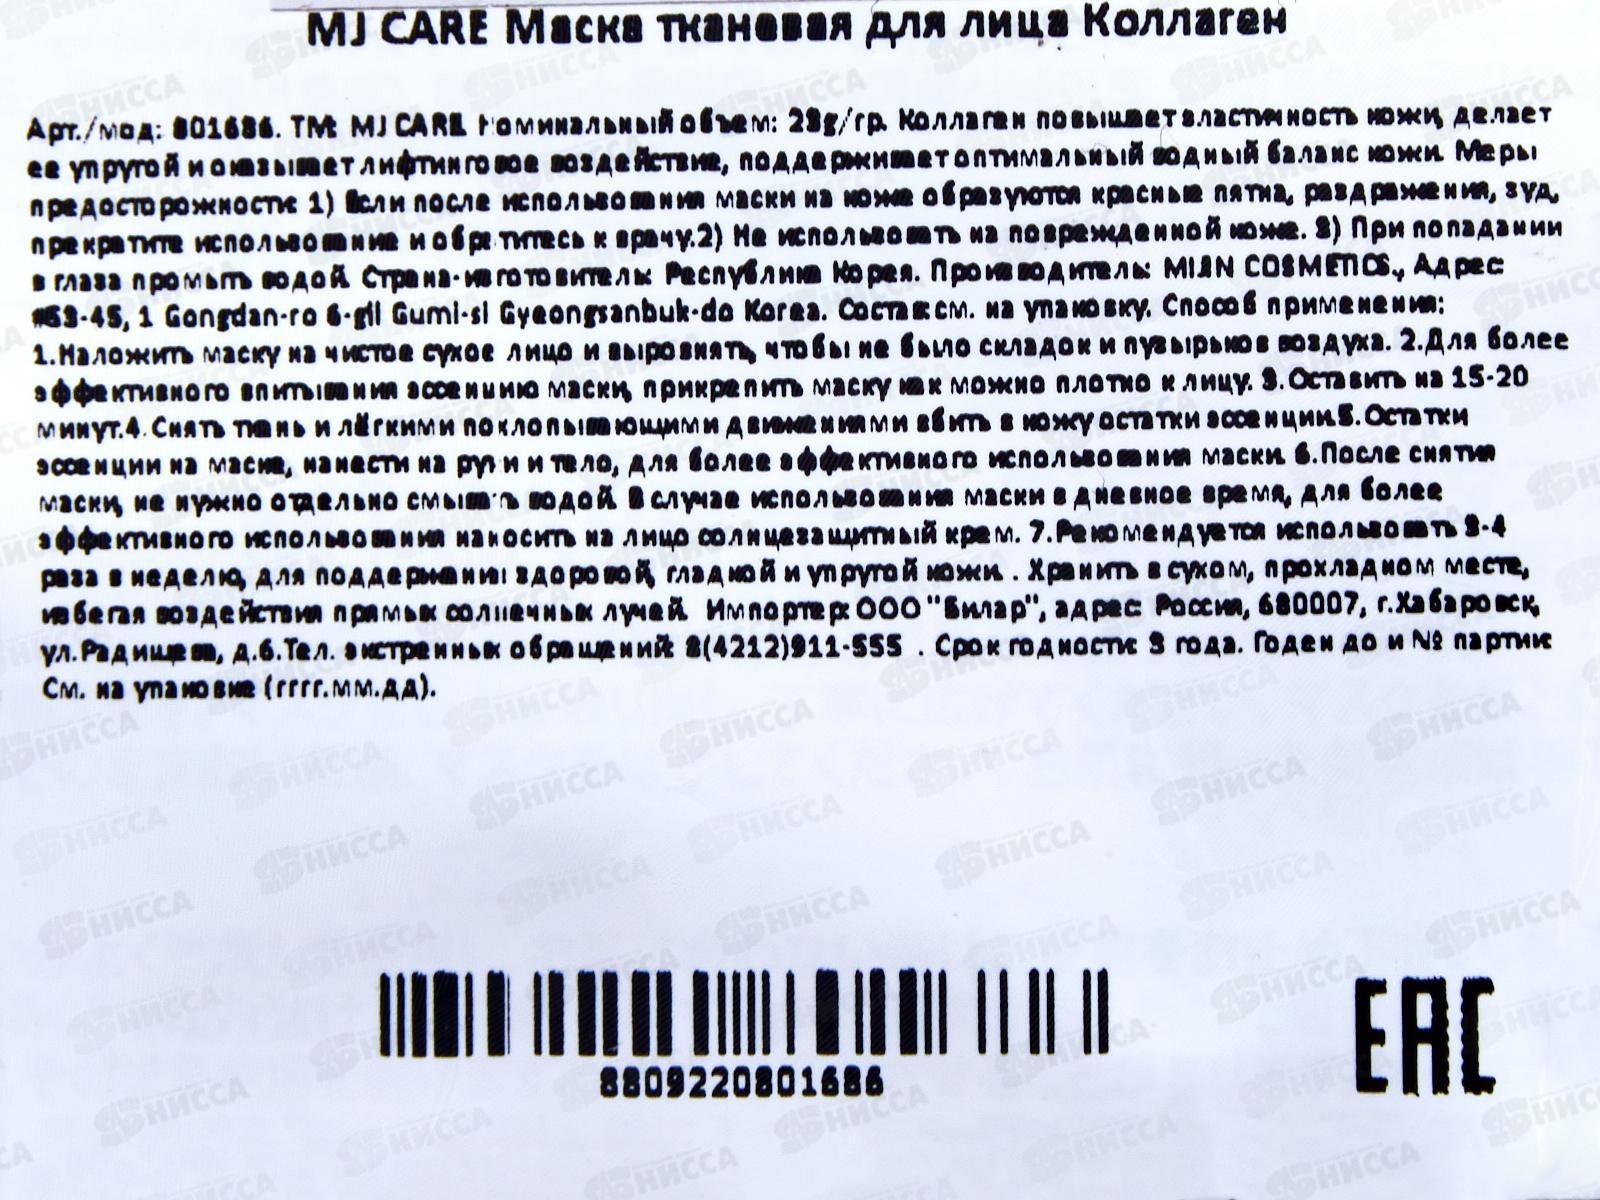 MJ CARE Маска тканевая для лица Коллаген
Арт./мод: 801686. TM: MJ CARE. Номинальный объем: 23g/гр. Коллаген повышает эластичность кожи, делает
ее упругой и оказывает лифтинговое воздействие, поддерживает оптимальный водный баланс кожи. Меры
предосторожности: 1) Если после использования маски на коже образуются красные пятна, раздражения, зуд,
прекратите использование и обратитесь к врачу.2) Не использовать на поврежденной коже. 3) При попадании
в глаза промыть водой. Страна-изготовитель: Республика Корея. Производитель: MIJIN COSMETICS., Адрес:
#53-45, 1 Gongdan-ro 6-gil Gumi-si Gyeongsanbuk-do Korea. Состав: см. на упаковку. Способ применения:
1.Наложить маску на чистое сухое лицо и выровнять, чтобы не было складок и пузырьков воздуха. 2.Для более
эффективного впитывания эссенцию маски, прикрепить маску как можно плотно к лицу. 3.Оставить на 15-20
минут.4.Снять ткань и лёгкими похлопывающими движениями вбить в кожу остатки эссенции.5.Остатки
эссенции на маске, нанести на руки и тело, для более эффективного использования маски. 6.После снятия
маски, не нужно отдельно смывать водой. В случае использования маски в дневное время, для более
эффективного использования наносить на лицо солнцезащитный крем. 7.Рекомендуется использовать 3-4
раза в неделю, для поддержания здоровой, гладкой и упругой кожи . Хранить в сухом, прохладном месте,
избегая воздействия прямых солнечных лучей. Импортер: ООО "Билар", адрес: Россия, 680007, г.Хабаровск,
ул.Радищева, д.6.Тел. экстренных обращений: 8(4212)911-555 . Срок годности: 3 года. Годен до и № партии:
См. на упаковке (гггг.мм.дд).
8809220801686
EAC